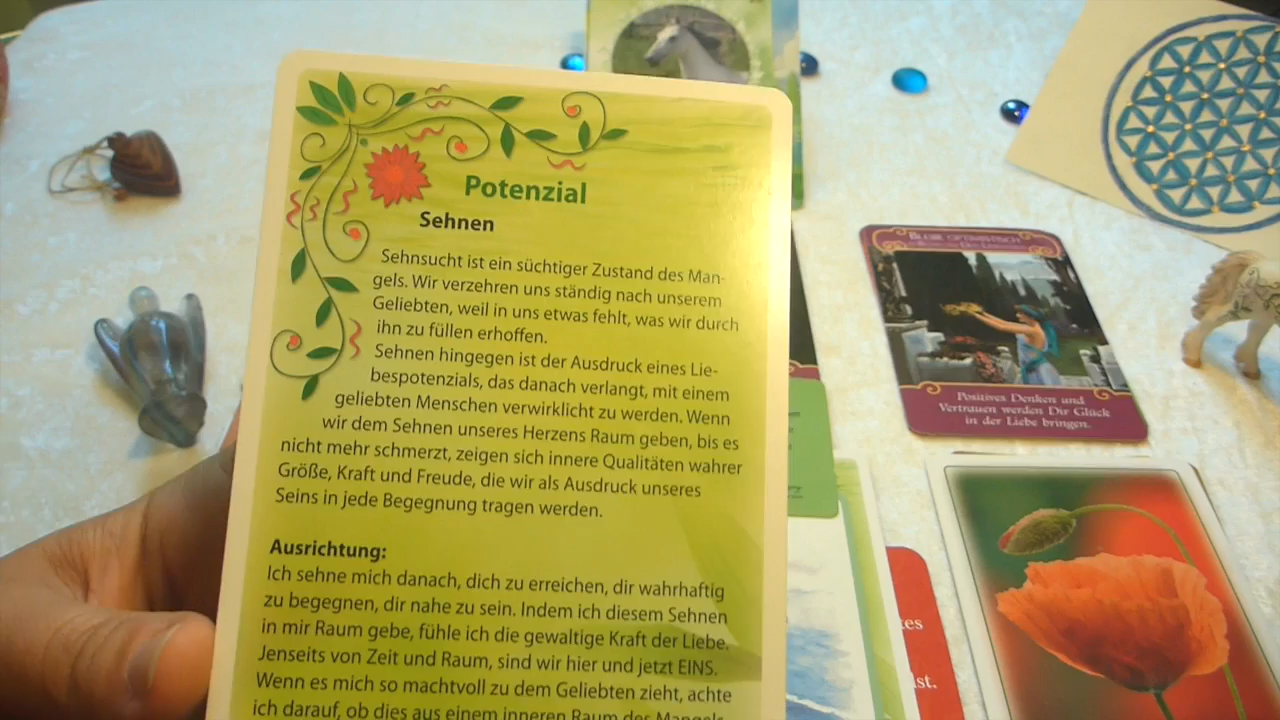 Potenzial
Sehnen
Sehnsucht ist ein süchtiger Zustand des Man-
gels. Wir verzehren uns ständig nach unserem
Geliebten, weil in uns etwas fehlt, was wir durch
ihn zu füllen erhoffen.
Sehnen hingegen ist der Ausdruck eines Lie-
bespotenzials, das danach verlangt, mit einem
geliebten Menschen verwirklicht zu werden. Wenn
wir dem Sehnen unseres Herzens Raum geben, bis es
nicht mehr schmerzt, zeigen sich innere Qualitäten wahrer
Größe, Kraft und Freude, die wir als Ausdruck unseres
Seins in jede Begegnung tragen werden.
Ausrichtung:
Ich sehne mich danach, dich zu erreichen, dir wahrhaftig
zu begegnen, dir nahe zu sein. Indem ich diesem Sehnen
in mir Raum gebe, fühle ich die gewaltige Kraft der Liebe.
Jenseits von Zeit und Raum, sind wir hier und jetzt EINS.
Wenn es mich so machtvoll zu dem Geliebten zieht, achte
ich darauf, ob dies aus einem inneren Raum des Mangels
Bleib optimistisch
Positives Denken und
Vertrauen werden Dir Glück
in der Liebe bringen.